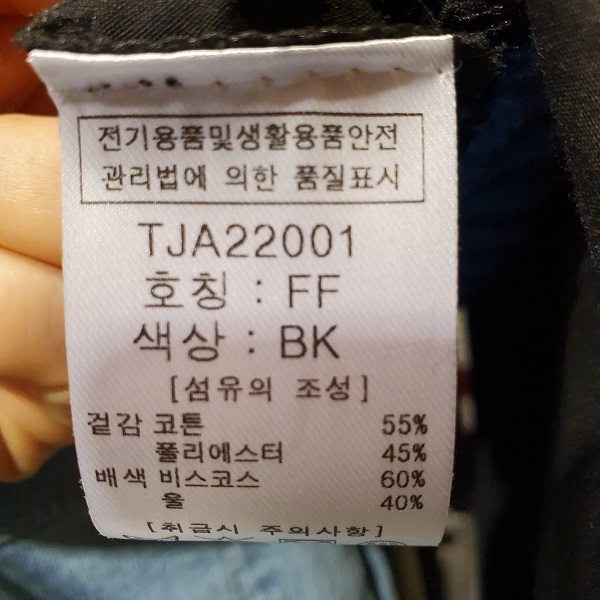 전기용품및생활용품안전
관리법에 의한 품질표시
TJA22001
호칭 : FF
색상 : BK
[섬유의 조성]
겉감 코튼 55%
폴리에스터 45%
배색 비스코스 60%
울 40%
[취급시 주의사항]